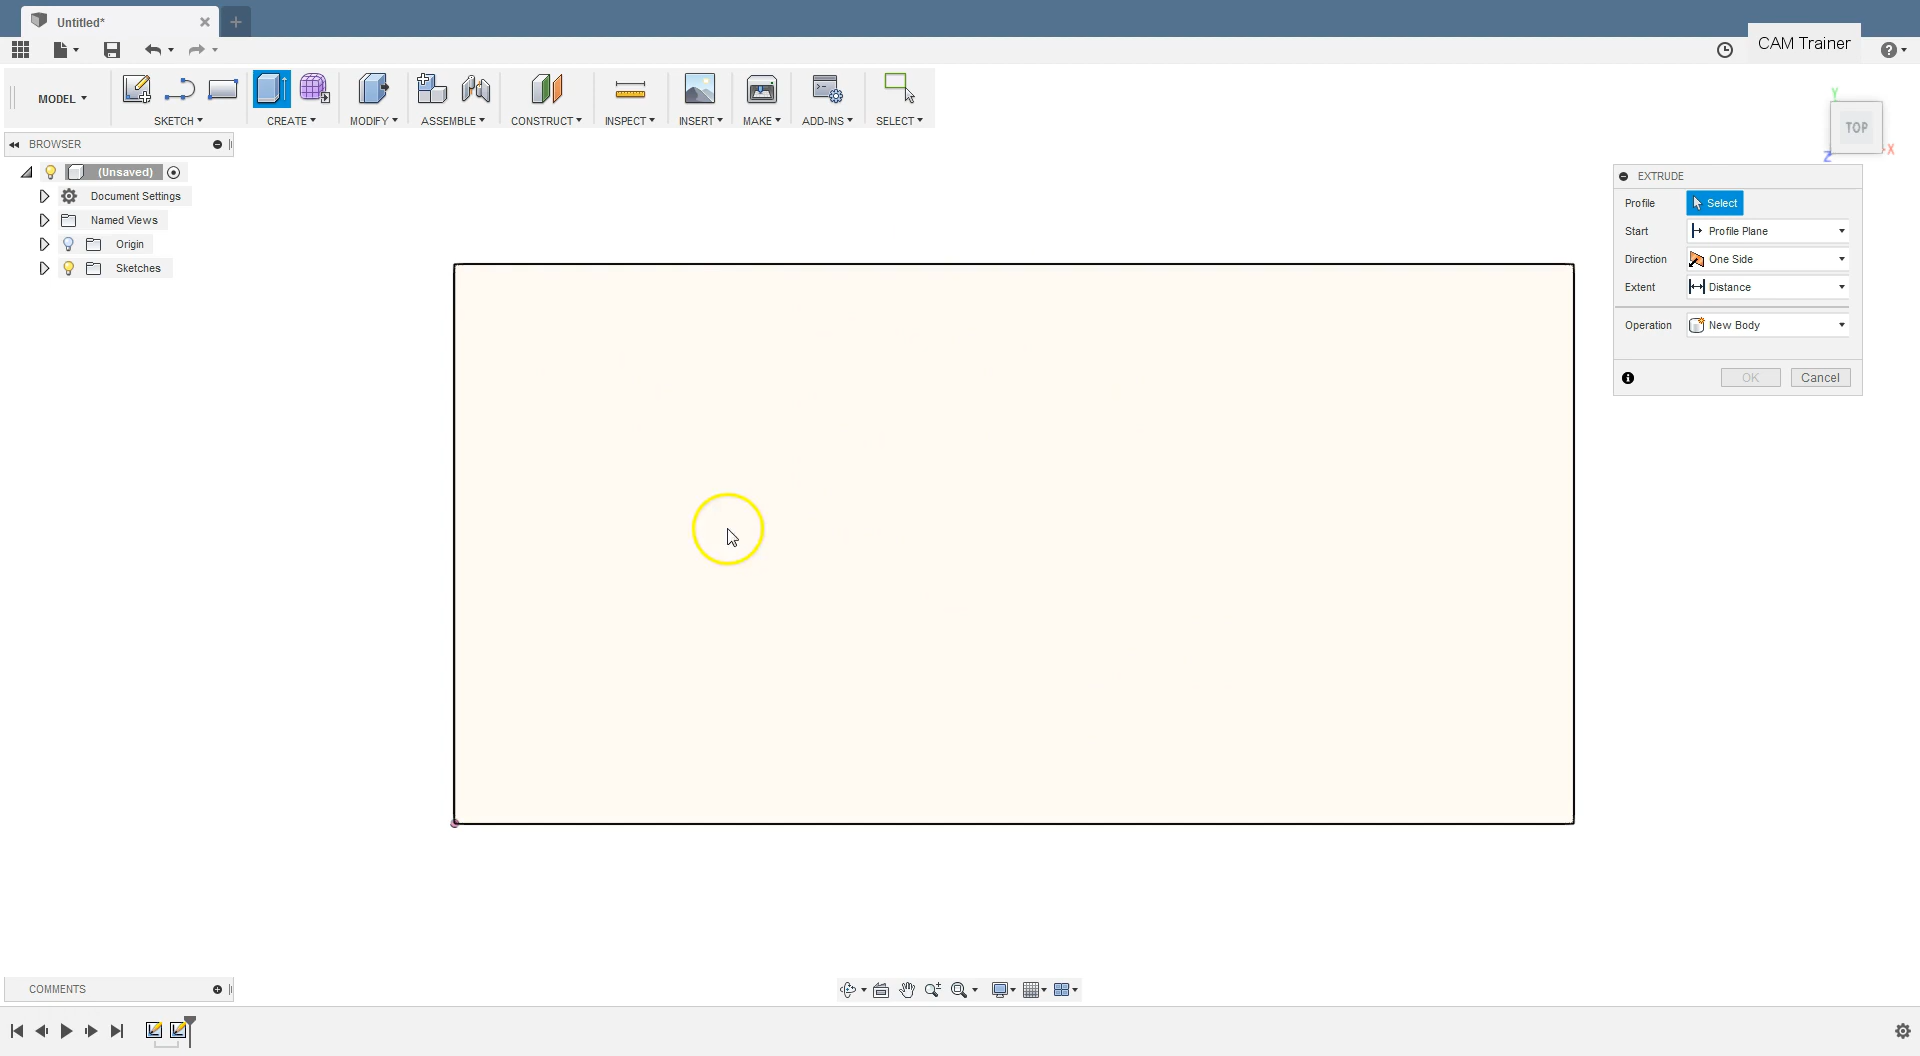 Untitled*
CAM Trainer
MODEL
SKETCH
CREATE
MODIFY
ASSEMBLE
CONSTRUCT
INSPECT
INSERT
MAKE
ADD-INS
SELECT
Y
TOP
X
Z
BROWSER
(Unsaved)
Document Settings
Named Views
Origin
Sketches
EXTRUDE
Profile Select
Start Profile Plane
Direction One Side
Extent Distance
Operation New Body
OK Cancel
COMMENTS